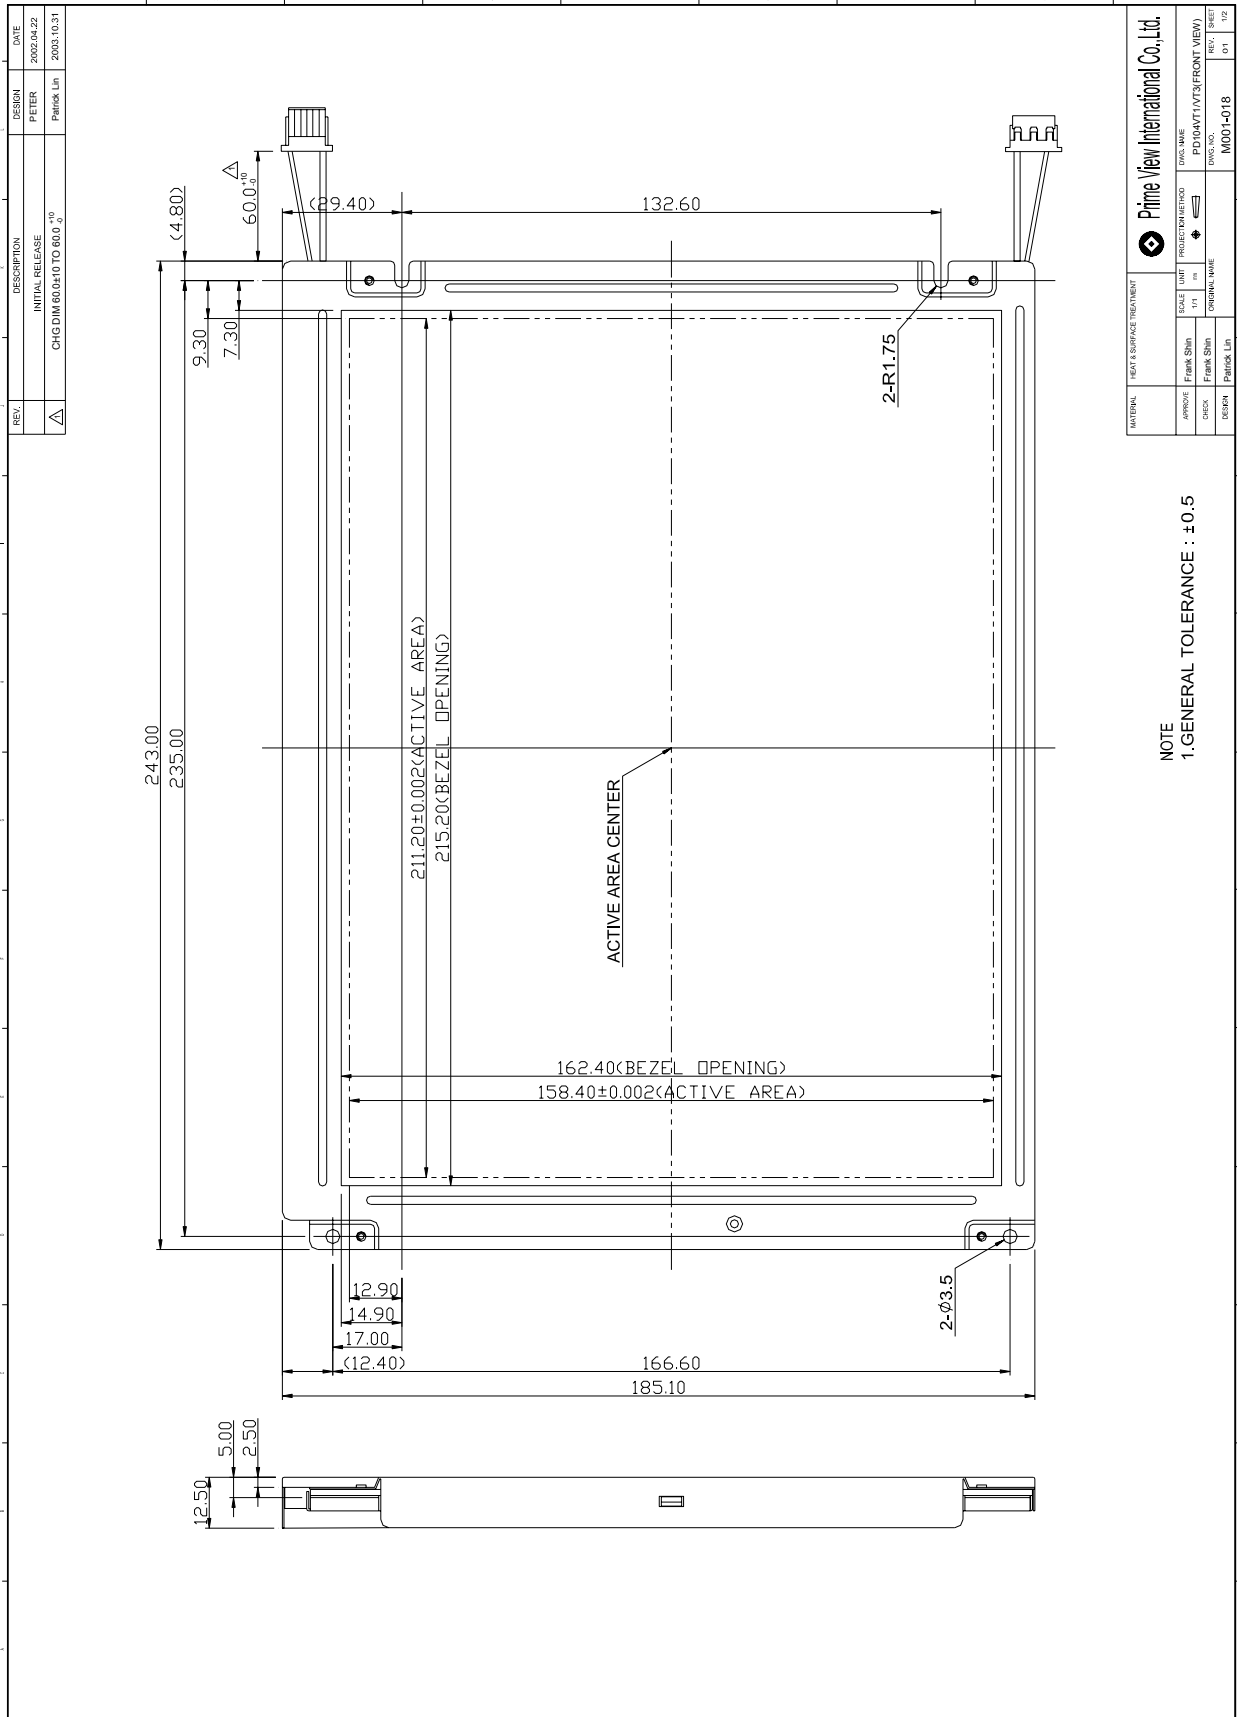 REV.
DESCRIPTION
DESIGN
DATE
INITIAL RELEASE
PETER
2002.04.22
1
CHG DIM 60.0±10 TO 60.0 +10 -0
Patrick Lin
2003.10.31
Prime View International Co.,Ltd.
MATERIAL
HEAT & SURFACE TREATMENT
APPROVE
Frank Shin
SCALE
1/1
UNIT
PROJECTION METHOD
DWG. NAME
PD104VT1/VT3(FRONT VIEW)
CHECK
Frank Shin
ORIGINAL NAME
DWG. NO.
M001-018
REV.
01
SHEET
1/2
DESIGN
Patrick Lin
(4.80)
60.0 +10 -0
1
(29.40)
132.60
9.30
7.30
2-R1.75
243.00
235.00
211.20±0.002(ACTIVE AREA)
215.20(BEZEL OPENING)
ACTIVE AREA CENTER
162.40(BEZEL OPENING)
158.40±0.002(ACTIVE AREA)
NOTE
1.GENERAL TOLERANCE : ±0.5
12.90
14.90
17.00
(12.40)
166.60
185.10
2-Ø3.5
5.00
2.50
12.50